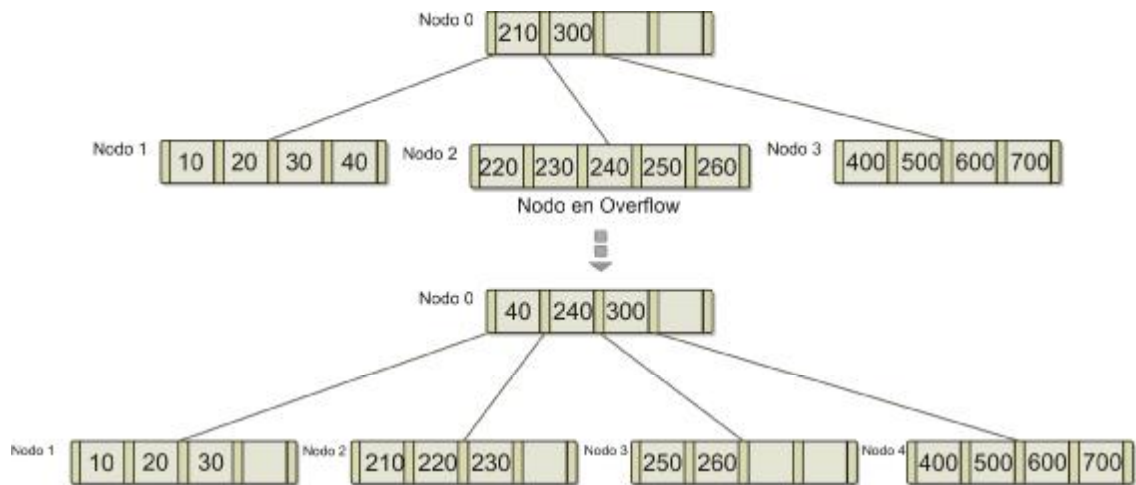 Nodo 0
210 300
Nodo 1
10 20 30 40
Nodo 2
220 230 240 250 260
Nodo 3
400 500 600 700
Nodo en Overflow
Nodo 0
40 240 300
Nodo 1
10 20 30
Nodo 2
210 220 230
Nodo 3
250 260
Nodo 4
400 500 600 700